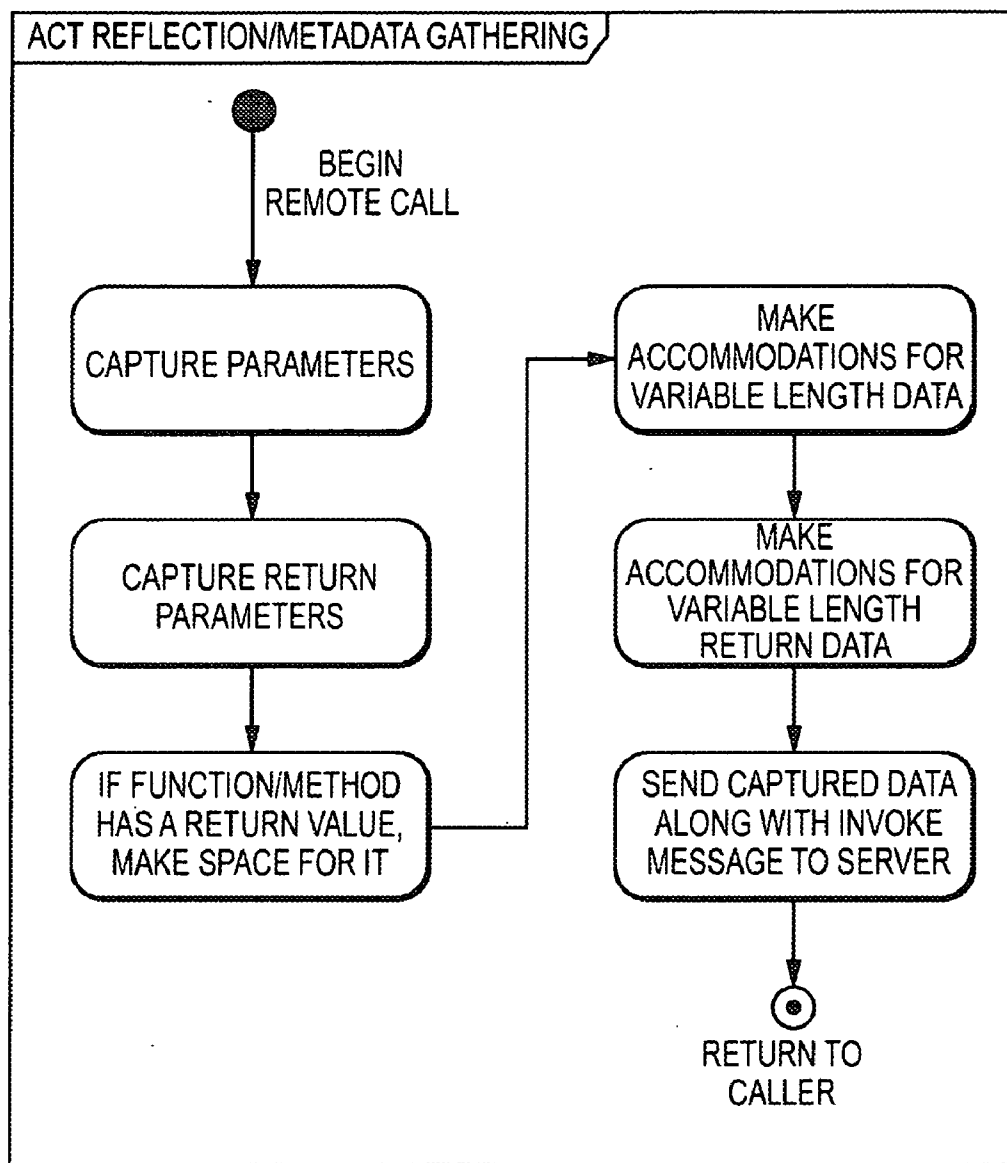 ACT REFLECTION/METADATA GATHERING
BEGIN
REMOTE CALL
CAPTURE PARAMETERS
CAPTURE RETURN
PARAMETERS
IF FUNCTION/METHOD
HAS A RETURN VALUE,
MAKE SPACE FOR IT
MAKE
ACCOMMODATIONS FOR
VARIABLE LENGTH DATA
MAKE
ACCOMMODATIONS FOR
VARIABLE LENGTH
RETURN DATA
SEND CAPTURED DATA
ALONG WITH INVOKE
MESSAGE TO SERVER
RETURN TO
CALLER